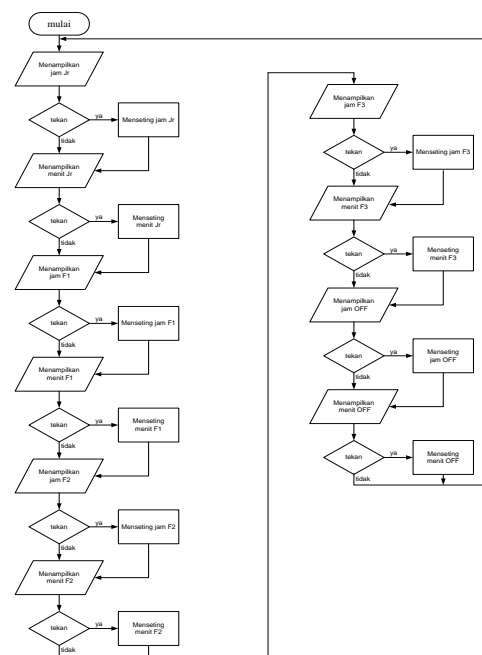 mulai
Menampilkan
jam Jr
tekan
ya
Menseting jam Jr
tidak
Menampilkan
menit Jr
tekan
ya
Menseting
menit Jr
tidak
Menampilkan
jam F1
tekan
ya
Menseting jam F1
tidak
Menampilkan
menit F1
tekan
ya
Menseting
menit F1
tidak
Menampilkan
jam F2
tekan
ya
Menseting jam F2
tidak
Menampilkan
menit F2
tekan
ya
Menseting
menit F2
tidak
Menampilkan
jam F3
tekan
ya
Menseting jam F3
tidak
Menampilkan
menit F3
tekan
ya
Menseting
menit F3
tidak
Menampilkan
jam OFF
tekan
ya
Menseting
jam OFF
tidak
Menampilkan
menit OFF
tekan
ya
Menseting
menit OFF
tidak